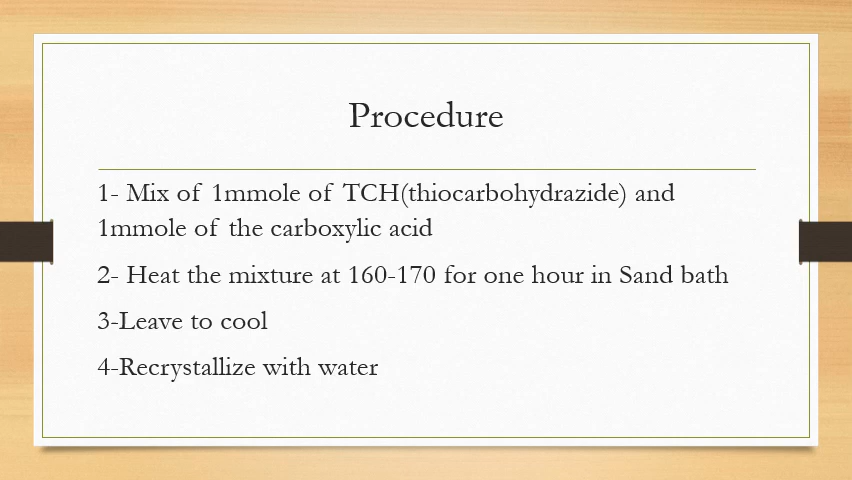 Procedure
1- Mix of 1mmole of TCH(thiocarbohydrazide) and
1mmole of the carboxylic acid
2- Heat the mixture at 160-170 for one hour in Sand bath
3-Leave to cool
4-Recrystallize with water